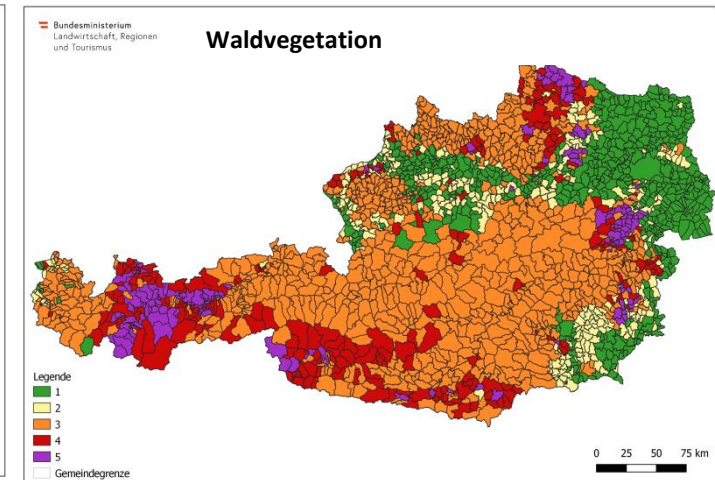 Bundesministerium
Landwirtschaft, Regionen
und Tourismus
Waldvegetation
Legende
1
2
3
4
5
Gemeindegrenze
0 25 50 75 km